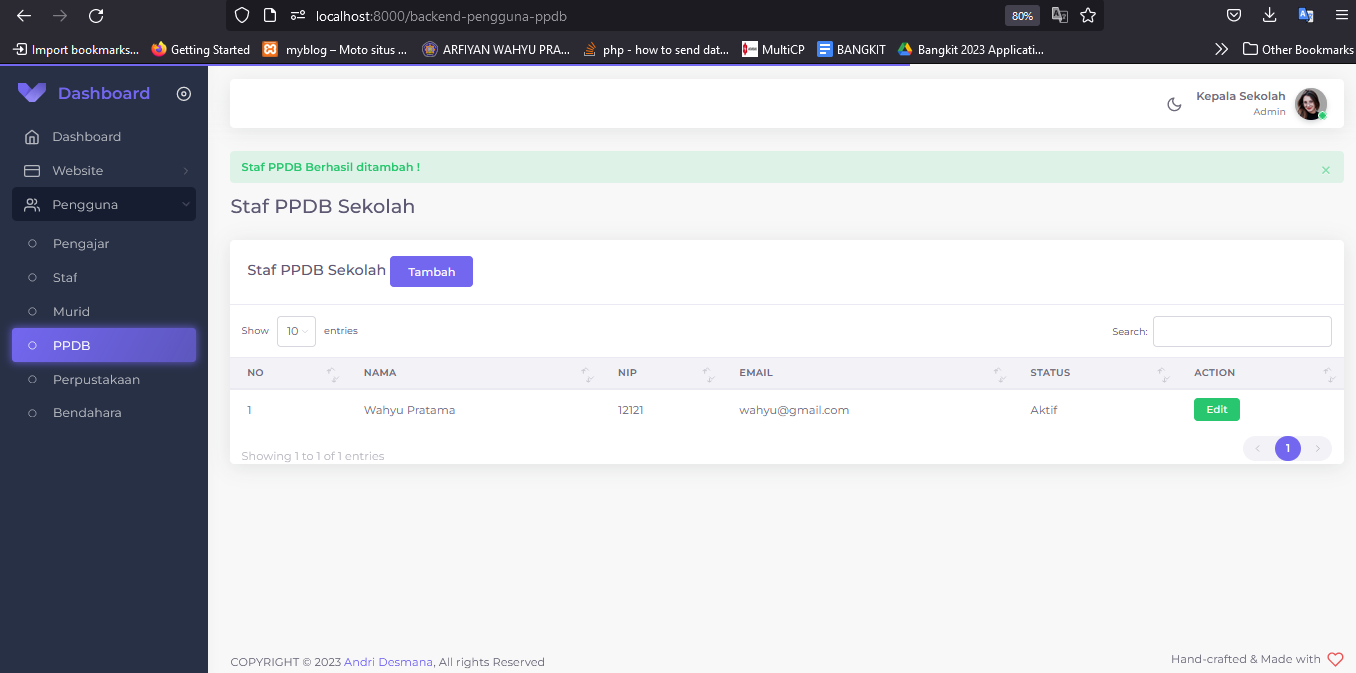 localhost:8000/backend-pengguna-ppdb
80%
Import bookmarks...
Getting Started
myblog – Moto situs ...
ARFIYAN WAHYU PRA...
php - how to send dat...
MultiCP
BANGKIT
Bangkit 2023 Applicati...
Other Bookmarks
Dashboard
Kepala Sekolah
Admin
Dashboard
Website
Pengguna
Pengajar
Staf
Murid
PPDB
Perpustakaan
Bendahara
Staf PPDB Berhasil ditambah !
×
Staf PPDB Sekolah
Staf PPDB Sekolah Tambah
Show 10 entries
Search:
NO NAMA NIP EMAIL STATUS ACTION
1 Wahyu Pratama 12121 wahyu@gmail.com Aktif Edit
Showing 1 to 1 of 1 entries
1
COPYRIGHT © 2023 Andri Desmana, All rights Reserved
Hand-crafted & Made with